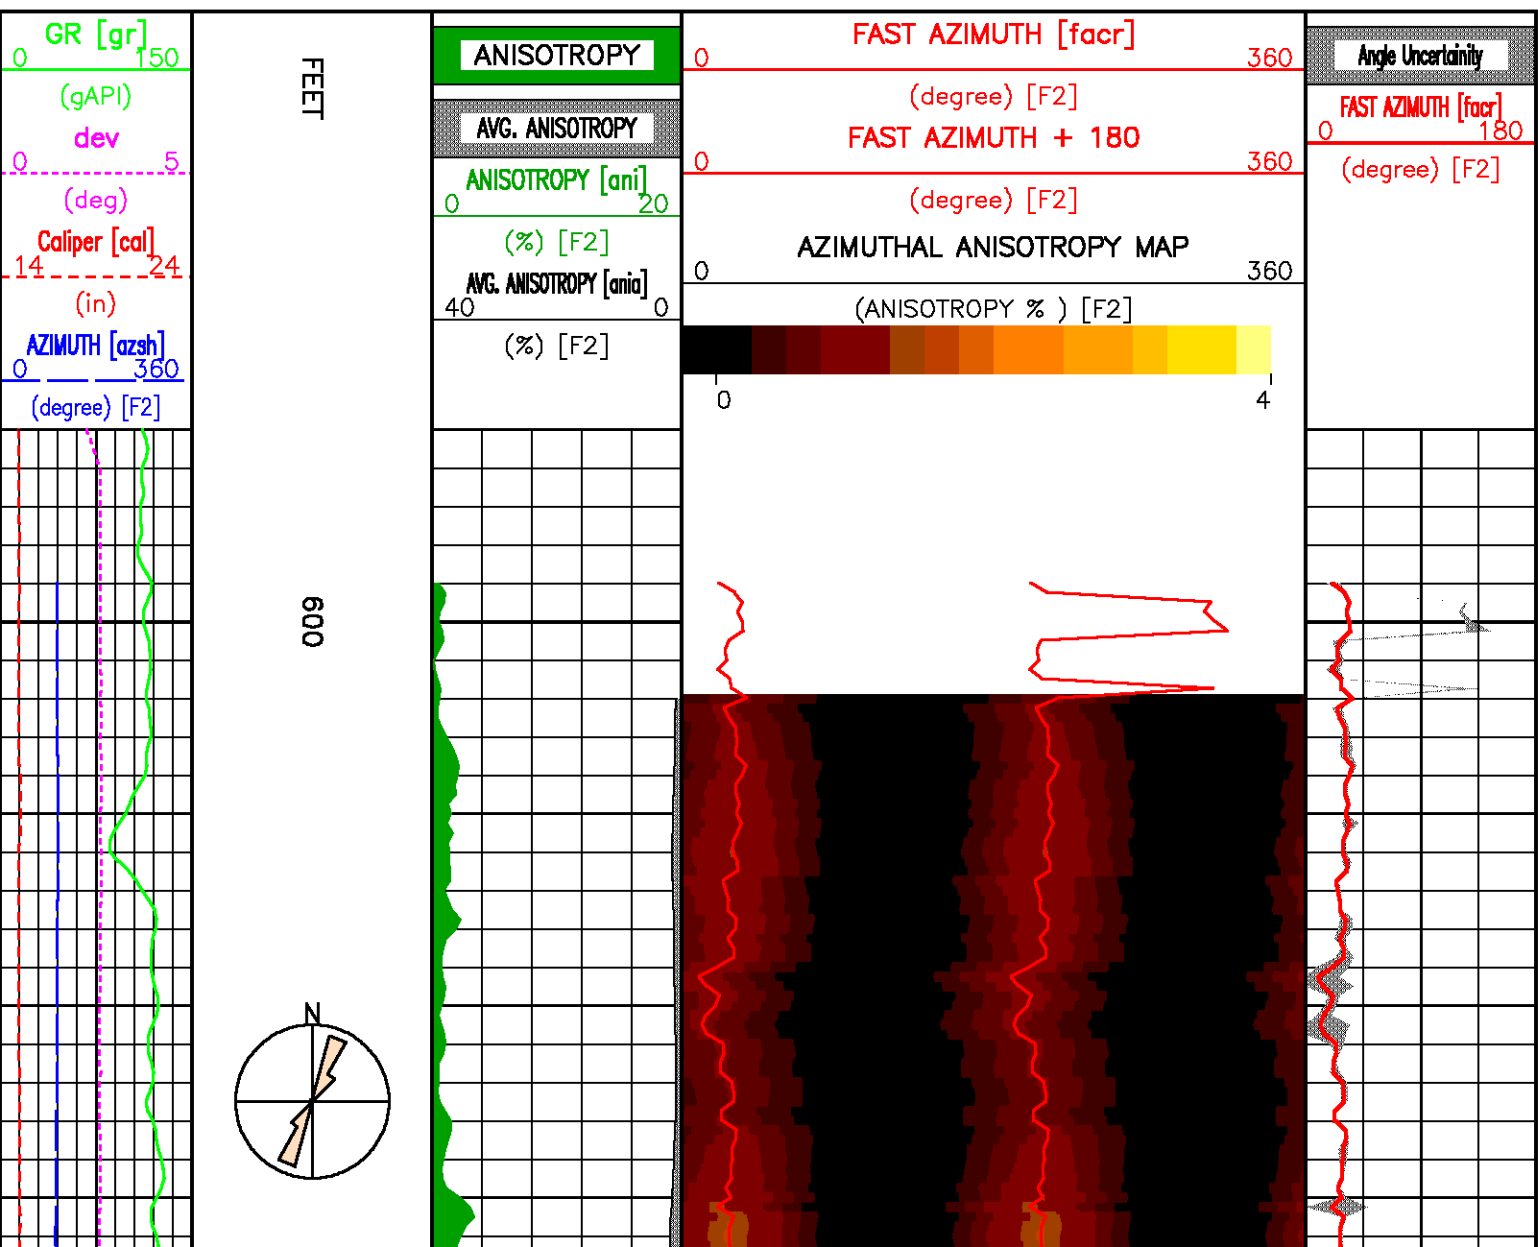 GR [gr]
0 150
(gAPI)
dev
0 5
(deg)
Caliper [cal]
14 24
(in)
AZIMUTH [azsh]
0 360
(degree) [F2]
FEET
600
N
ANISOTROPY
AVG. ANISOTROPY
ANISOTROPY [ani]
0 20
(%) [F2]
AVG. ANISOTROPY [ania]
40 0
(%) [F2]
FAST AZIMUTH [facr]
0 360
(degree) [F2]
FAST AZIMUTH + 180
0 360
(degree) [F2]
AZIMUTHAL ANISOTROPY MAP
0 360
(ANISOTROPY % ) [F2]
0 4
Angle Uncertainity
FAST AZIMUTH [facr]
0 180
(degree) [F2]